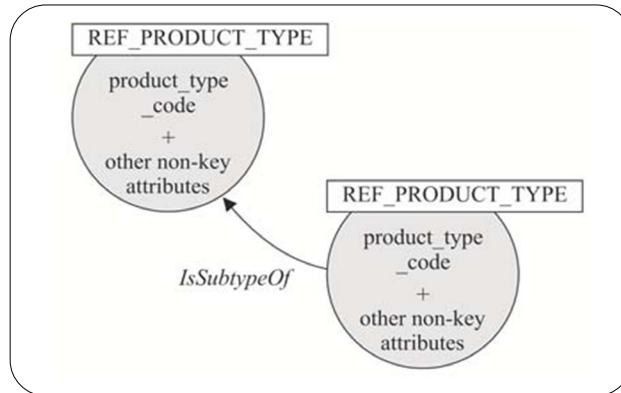 REF_PRODUCT_TYPE
product_type
_code
+
other non-key
attributes
REF_PRODUCT_TYPE
product_type
_code
+
other non-key
attributes
IsSubtypeOf